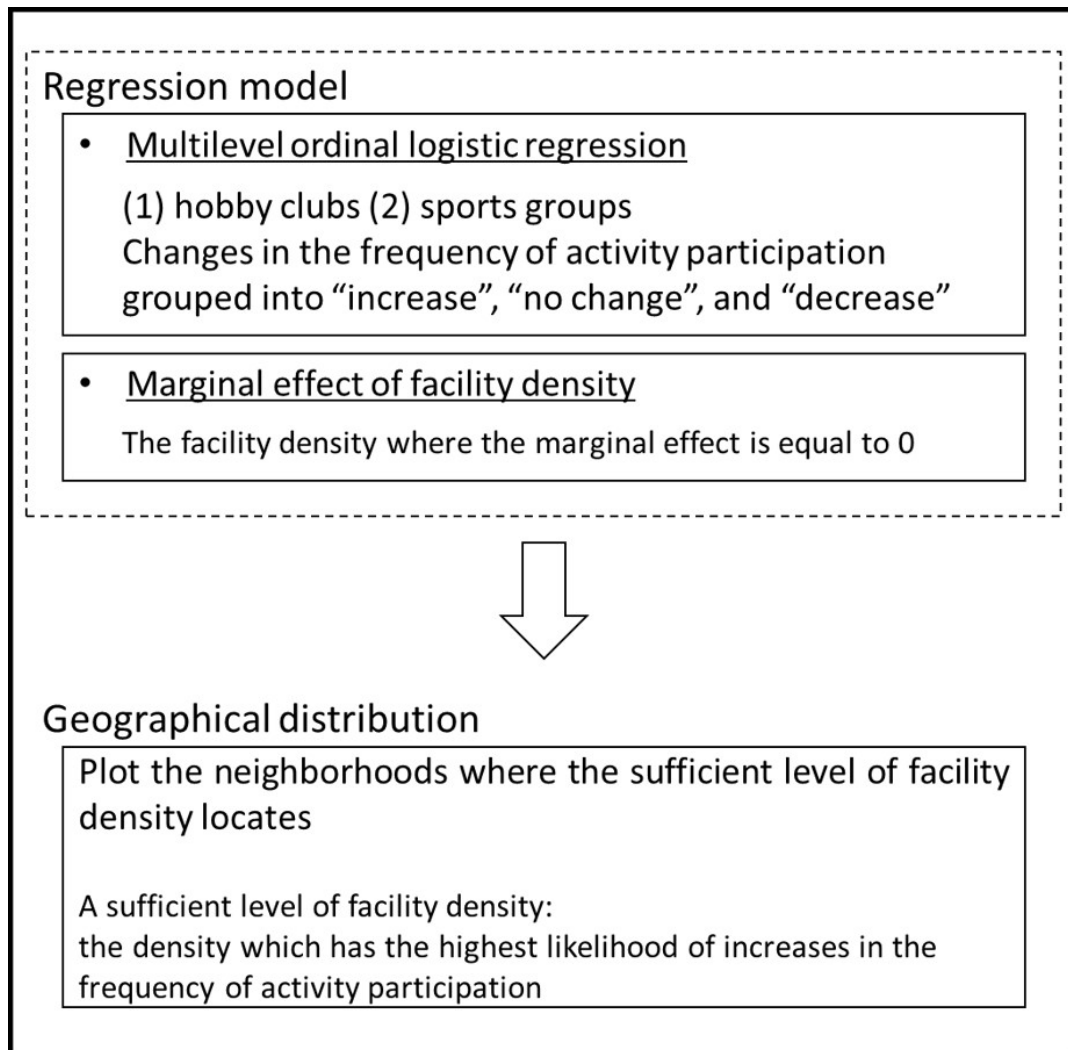 Regression model
• Multilevel ordinal logistic regression
(1) hobby clubs (2) sports groups
Changes in the frequency of activity participation
grouped into “increase”, “no change”, and “decrease”
• Marginal effect of facility density
The facility density where the marginal effect is equal to 0
Geographical distribution
Plot the neighborhoods where the sufficient level of facility
density locates
A sufficient level of facility density:
the density which has the highest likelihood of increases in the
frequency of activity participation